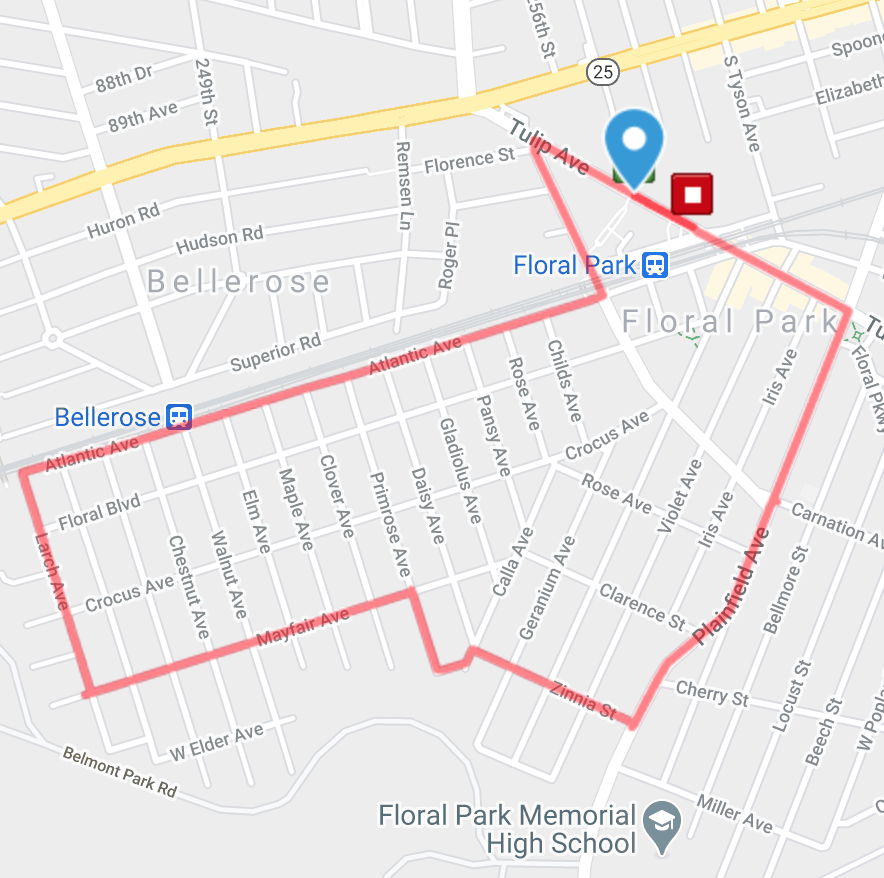 256th St
25
Spoon
88th Dr
249th St
S Tyson Ave
Elizabeth
89th Ave
Tulip Ave
Remsen Ln
Florence St
Huron Rd
Hudson Rd
Roger Pl
Floral Park
Bellerose
Floral Park
Tu
Superior Rd
Atlantic Ave
Childs Ave
Rose Ave
Iris Ave
Floral Pkwy
Bellerose
Pansy Ave
Gladiolus Ave
Crocus Ave
Atlantic Ave
Clover Ave
Maple Ave
Primrose Ave
Daisy Ave
Rose Ave
Violet Ave
Iris Ave
Floral Blvd
Elm Ave
Carnation Av
Larch Ave
Chestnut Ave
Walnut Ave
Calla Ave
Geranium Ave
Plainfield Ave
Bellmore St
Crocus Ave
Clarence St
Mayfair Ave
Zinnia St
Cherry St
Locust St
Beech St
W Poplar
W Elder Ave
Belmont Park Rd
Miller Ave
C
Floral Park Memorial
High School